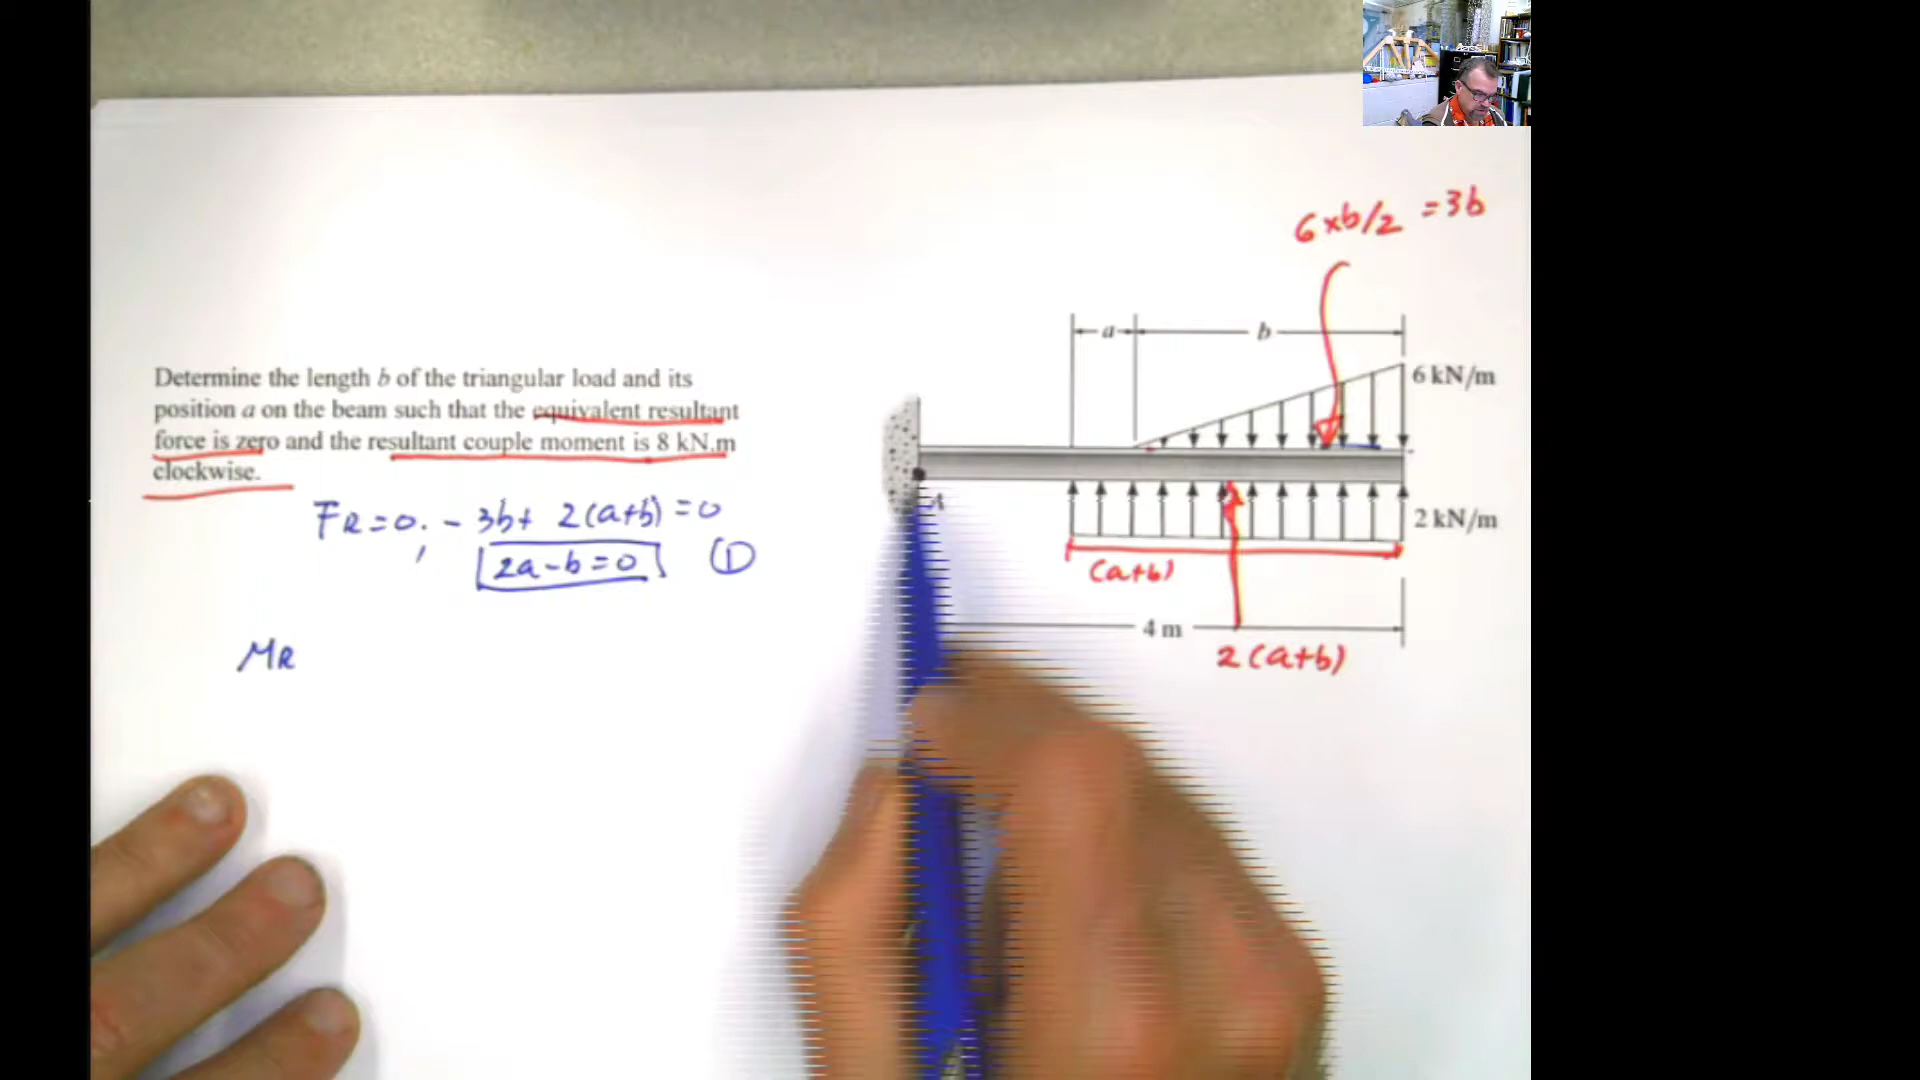 6×b/2 = 3b
a
b
6 kN/m
Determine the length b of the triangular load and its
position a on the beam such that the equivalent resultant
force is zero and the resultant couple moment is 8 kN.m
clockwise.
A
FR = 0; - 3b + 2(a+b) = 0
2 kN/m
2a - b = 0 ①
(a+b)
4 m
MR
2(a+b)